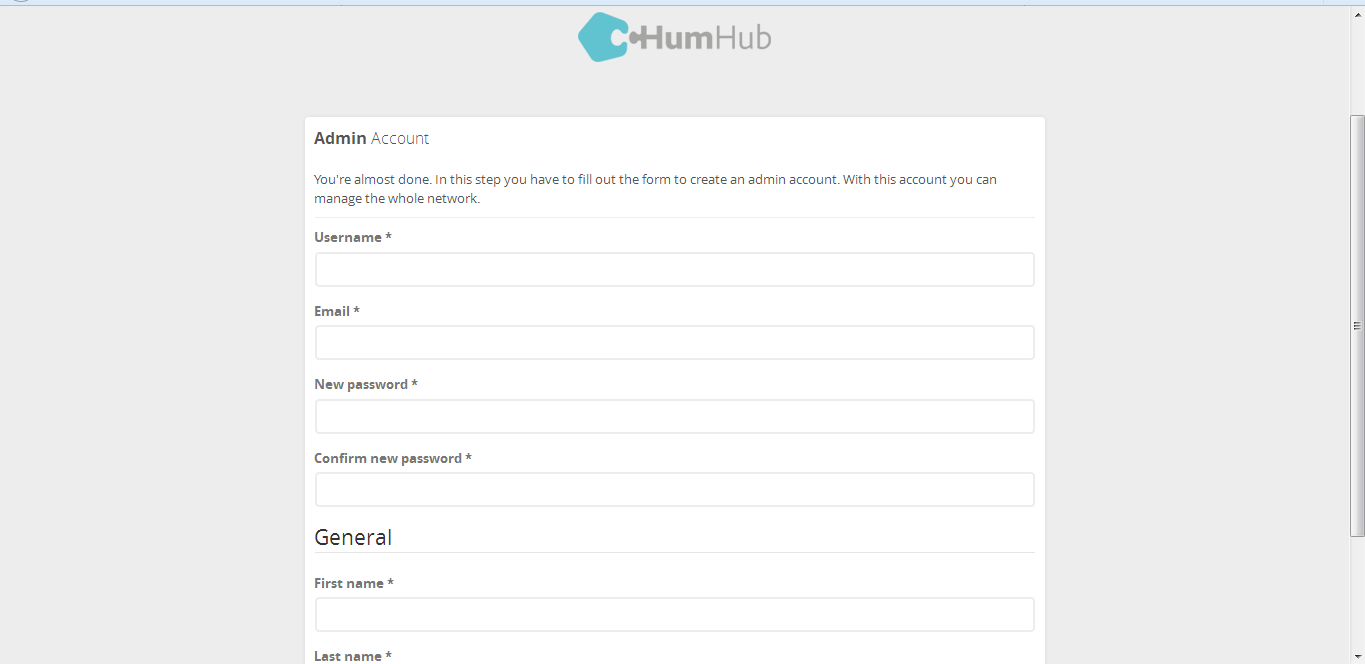 HumHub
Admin Account
You're almost done. In this step you have to fill out the form to create an admin account. With this account you can
manage the whole network.
Username *
Email *
New password *
Confirm new password *
General
First name *
Last name *